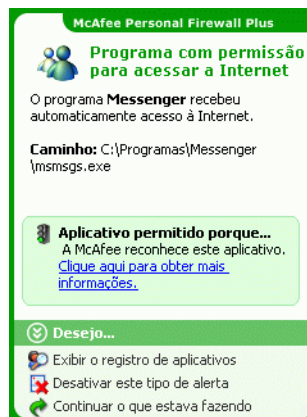 McAfee Personal Firewall Plus
Programa com permissão
para acessar a Internet
O programa Messenger recebeu
automaticamente acesso à Internet.
Caminho: C:\Programas\Messenger
\msmsgs.exe
Aplicativo permitido porque...
A McAfee reconhece este aplicativo.
Clique aqui para obter mais
informações.
Desejo...
Exibir o registro de aplicativos
Desativar este tipo de alerta
Continuar o que estava fazendo